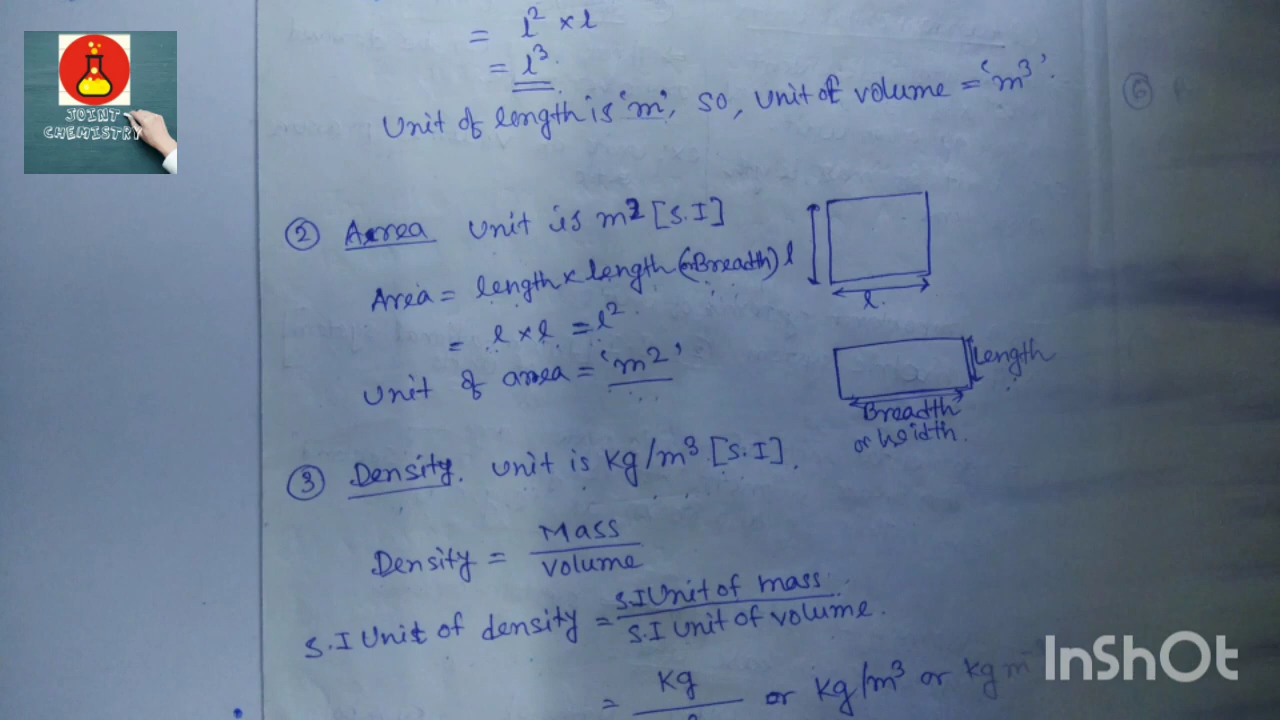 JOINT
CHEMISTRY
= l² × l
= l³.
Unit of length is 'm', so, Unit of volume = 'm³'.
⑥
② Area Unit is m2 [S.I]
Area = length × length (or Breadth)
l
l.
= l × l = l².
Unit of area = 'm2'
Length
Breadth
or width.
③ Density. Unit is Kg/m³ [S.I].
Density = Mass / volume
S.I Unit of density = S.I Unit of mass / S.I Unit of volume.
= Kg or Kg/m³ or Kg m
InShOt